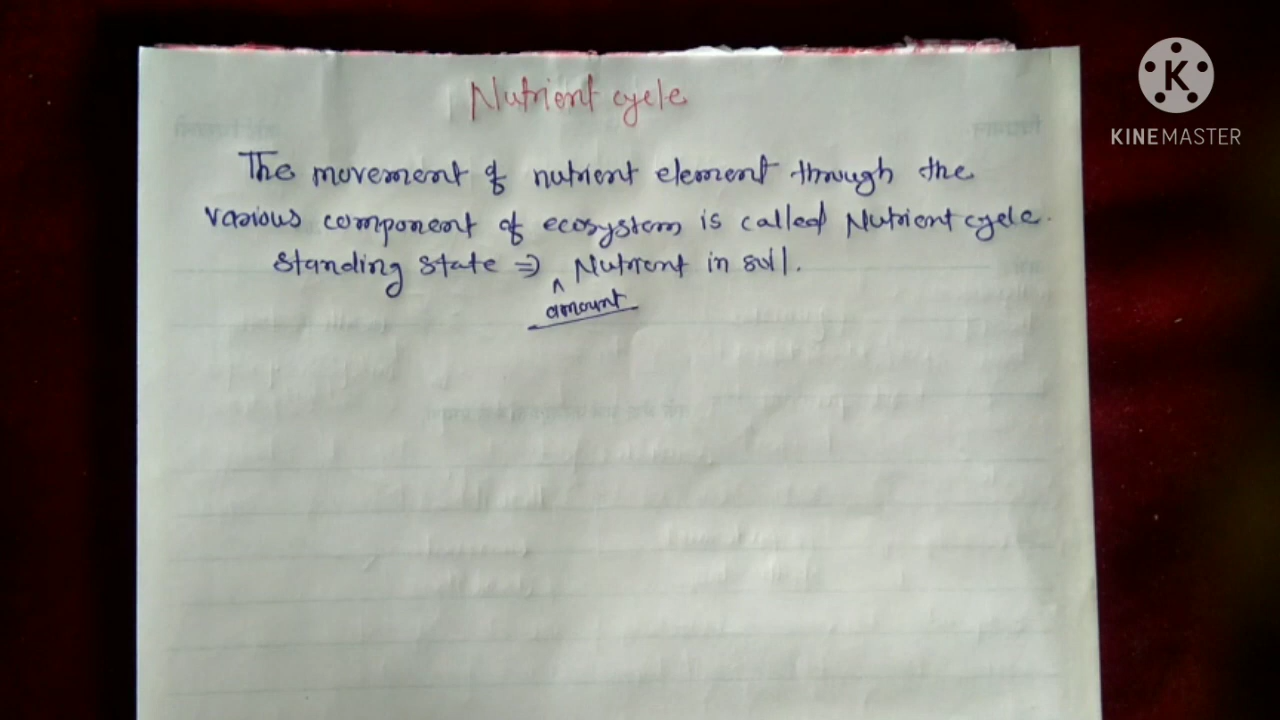 Nutrient cycle
The movement of nutrient element through the
various component of ecosystem is called Nutrient cycle.
standing state ⇒ ^ Nutrient in soil.
amount
K
KINEMASTER